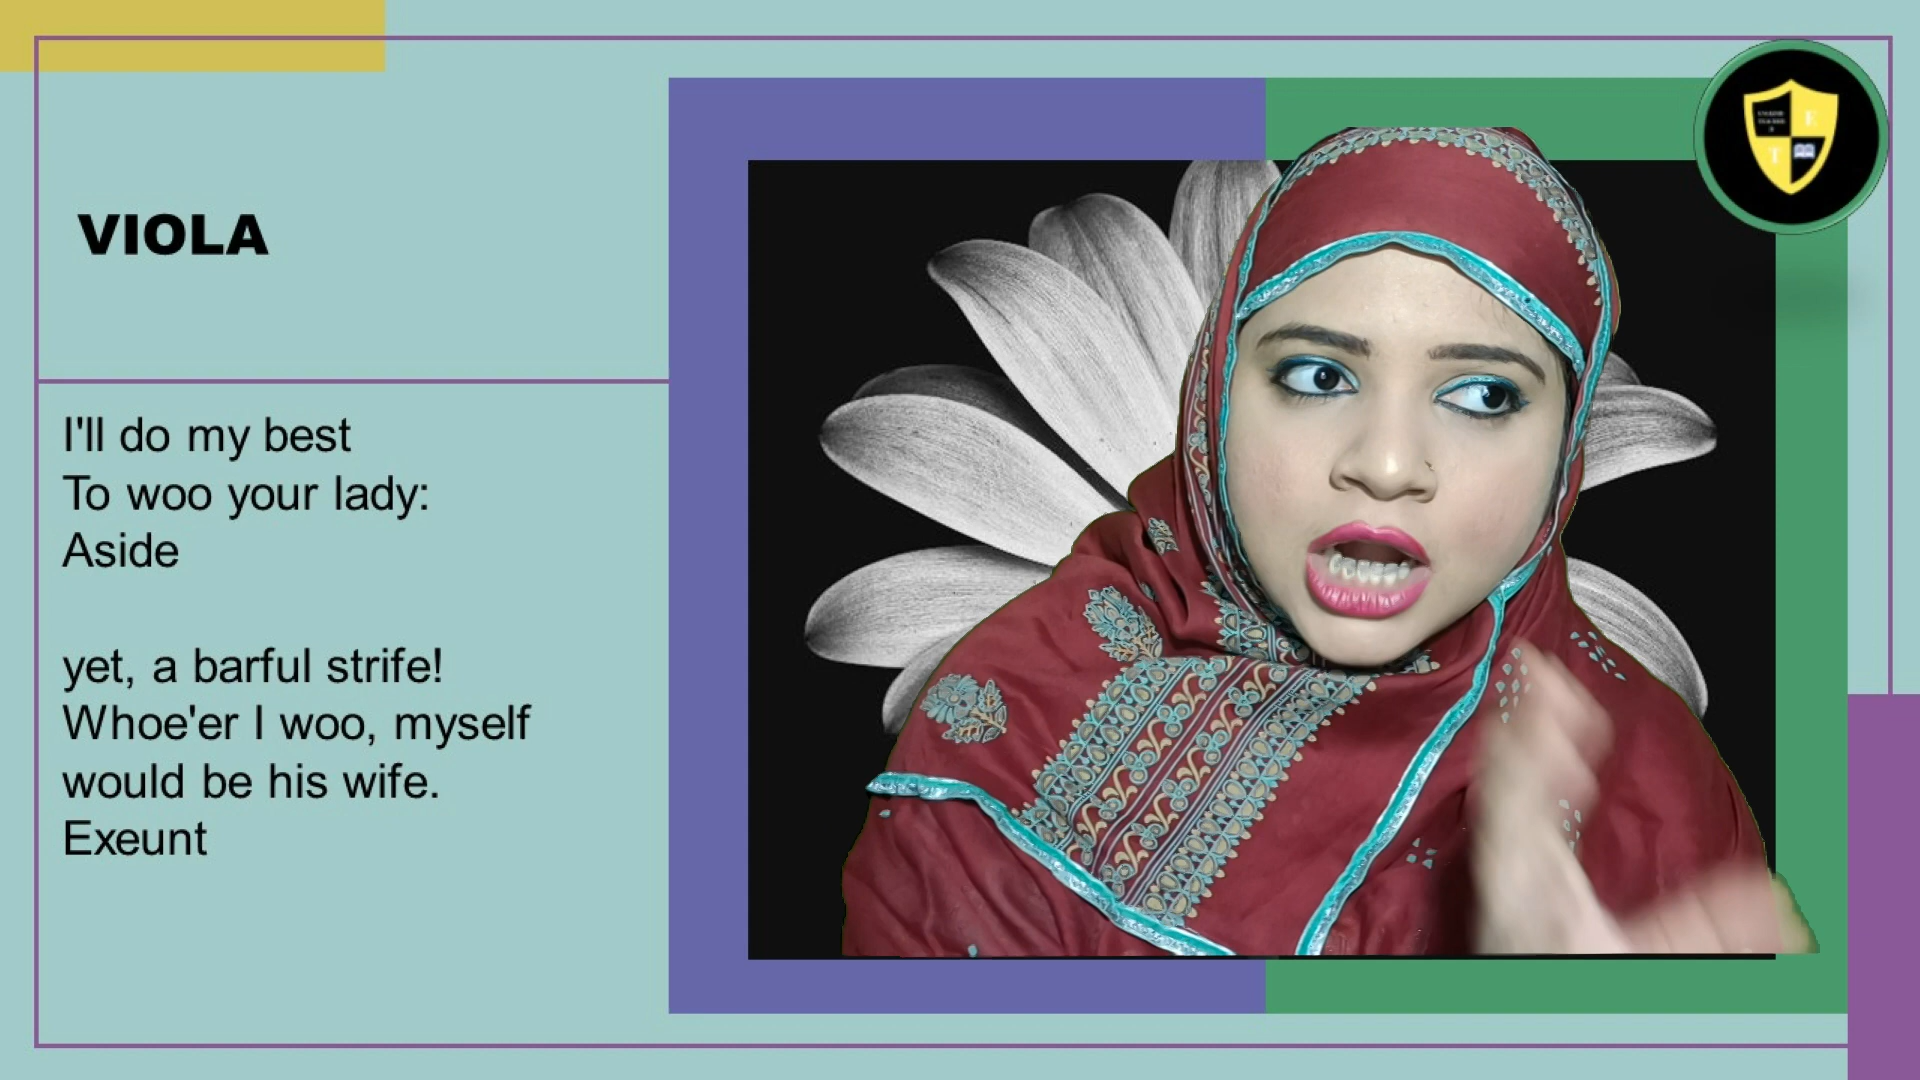 VIOLA
I'll do my best
To woo your lady:
Aside
yet, a barful strife!
Whoe'er I woo, myself
would be his wife.
Exeunt
E
T